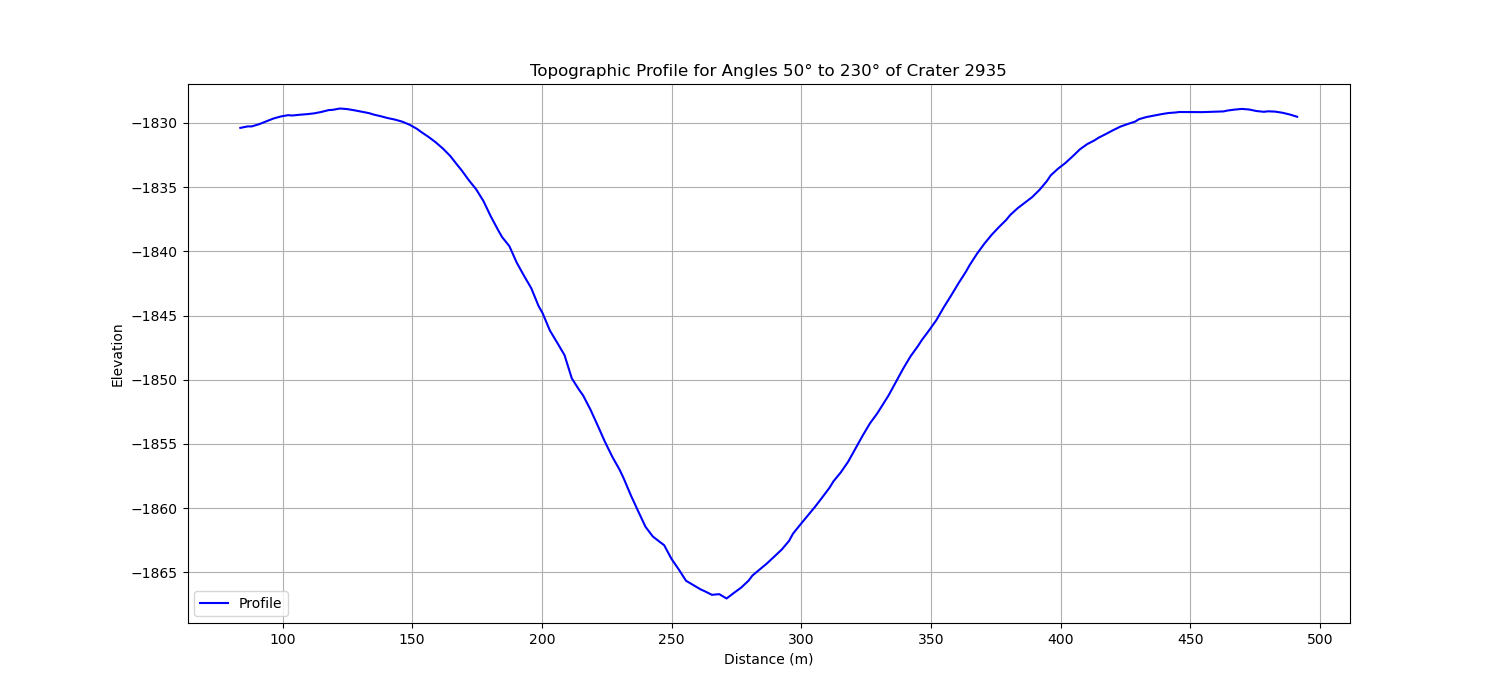 Topographic Profile for Angles 50° to 230° of Crater 2935
Elevation
−1830
−1835
−1840
−1845
−1850
−1855
−1860
−1865
Profile
100 150 200 250 300 350 400 450 500
Distance (m)